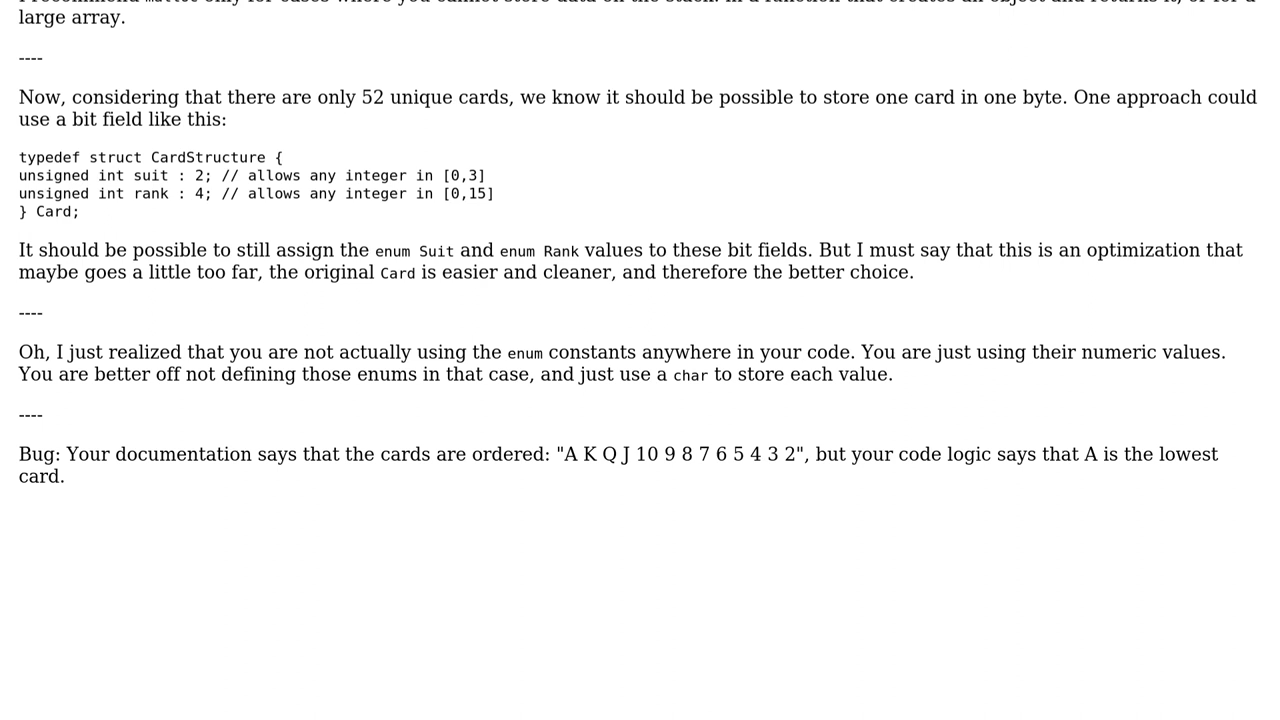 large array.
----
Now, considering that there are only 52 unique cards, we know it should be possible to store one card in one byte. One approach could
use a bit field like this:
typedef struct CardStructure {
unsigned int suit : 2; // allows any integer in [0,3]
unsigned int rank : 4; // allows any integer in [0,15]
} Card;
It should be possible to still assign the enum Suit and enum Rank values to these bit fields. But I must say that this is an optimization that
maybe goes a little too far, the original Card is easier and cleaner, and therefore the better choice.
----
Oh, I just realized that you are not actually using the enum constants anywhere in your code. You are just using their numeric values.
You are better off not defining those enums in that case, and just use a char to store each value.
----
Bug: Your documentation says that the cards are ordered: "A K Q J 10 9 8 7 6 5 4 3 2", but your code logic says that A is the lowest
card.